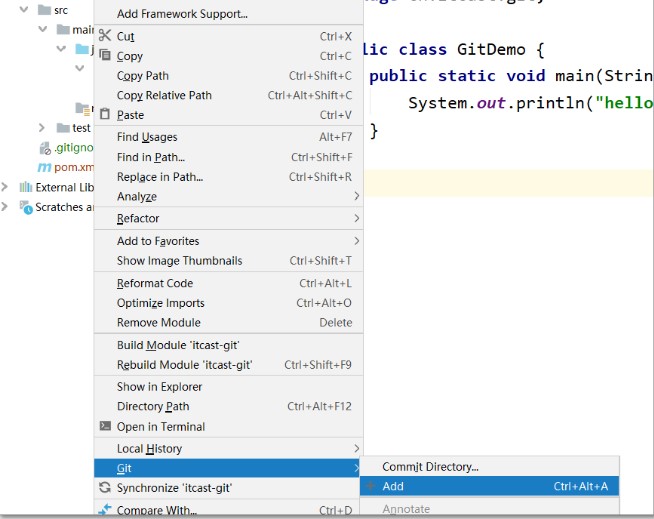 src
Add Framework Support...
main
Cut Ctrl+X
Copy Ctrl+C
lic class GitDemo {
Copy Path Ctrl+Shift+C
public static void main(Strin
Copy Relative Path Ctrl+Alt+Shift+C
System.out.println("hello
Paste Ctrl+V
test
Find Usages Alt+F7
}
.gitigno
Find in Path... Ctrl+Shift+F
pom.xm
Replace in Path... Ctrl+Shift+R
External Lib
Analyze
Scratches a
Refactor
Add to Favorites
Show Image Thumbnails Ctrl+Shift+T
Reformat Code Ctrl+Alt+L
Optimize Imports Ctrl+Alt+O
Remove Module Delete
Build Module 'itcast-git'
Rebuild Module 'itcast-git' Ctrl+Shift+F9
Show in Explorer
Directory Path Ctrl+Alt+F12
Open in Terminal
Local History
Git
Commit Directory...
Add Ctrl+Alt+A
Synchronize 'itcast-git'
Annotate
Compare With... Ctrl+D